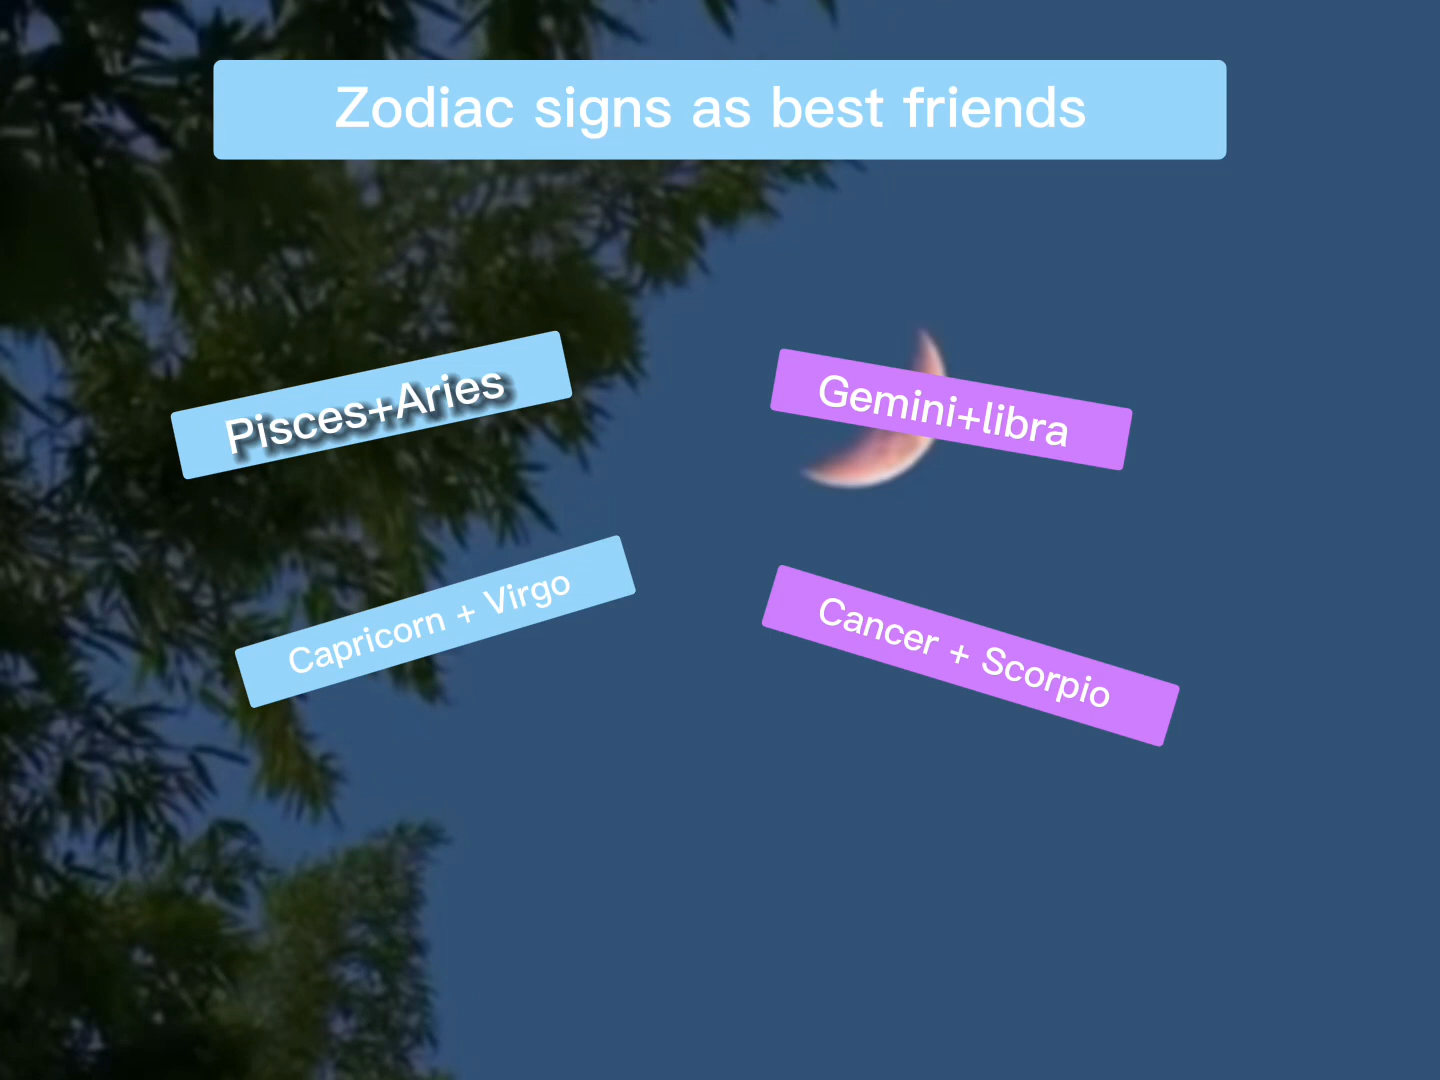 Zodiac signs as best friends
Pisces+Aries
Gemini+libra
Capricorn + Virgo
Cancer + Scorpio